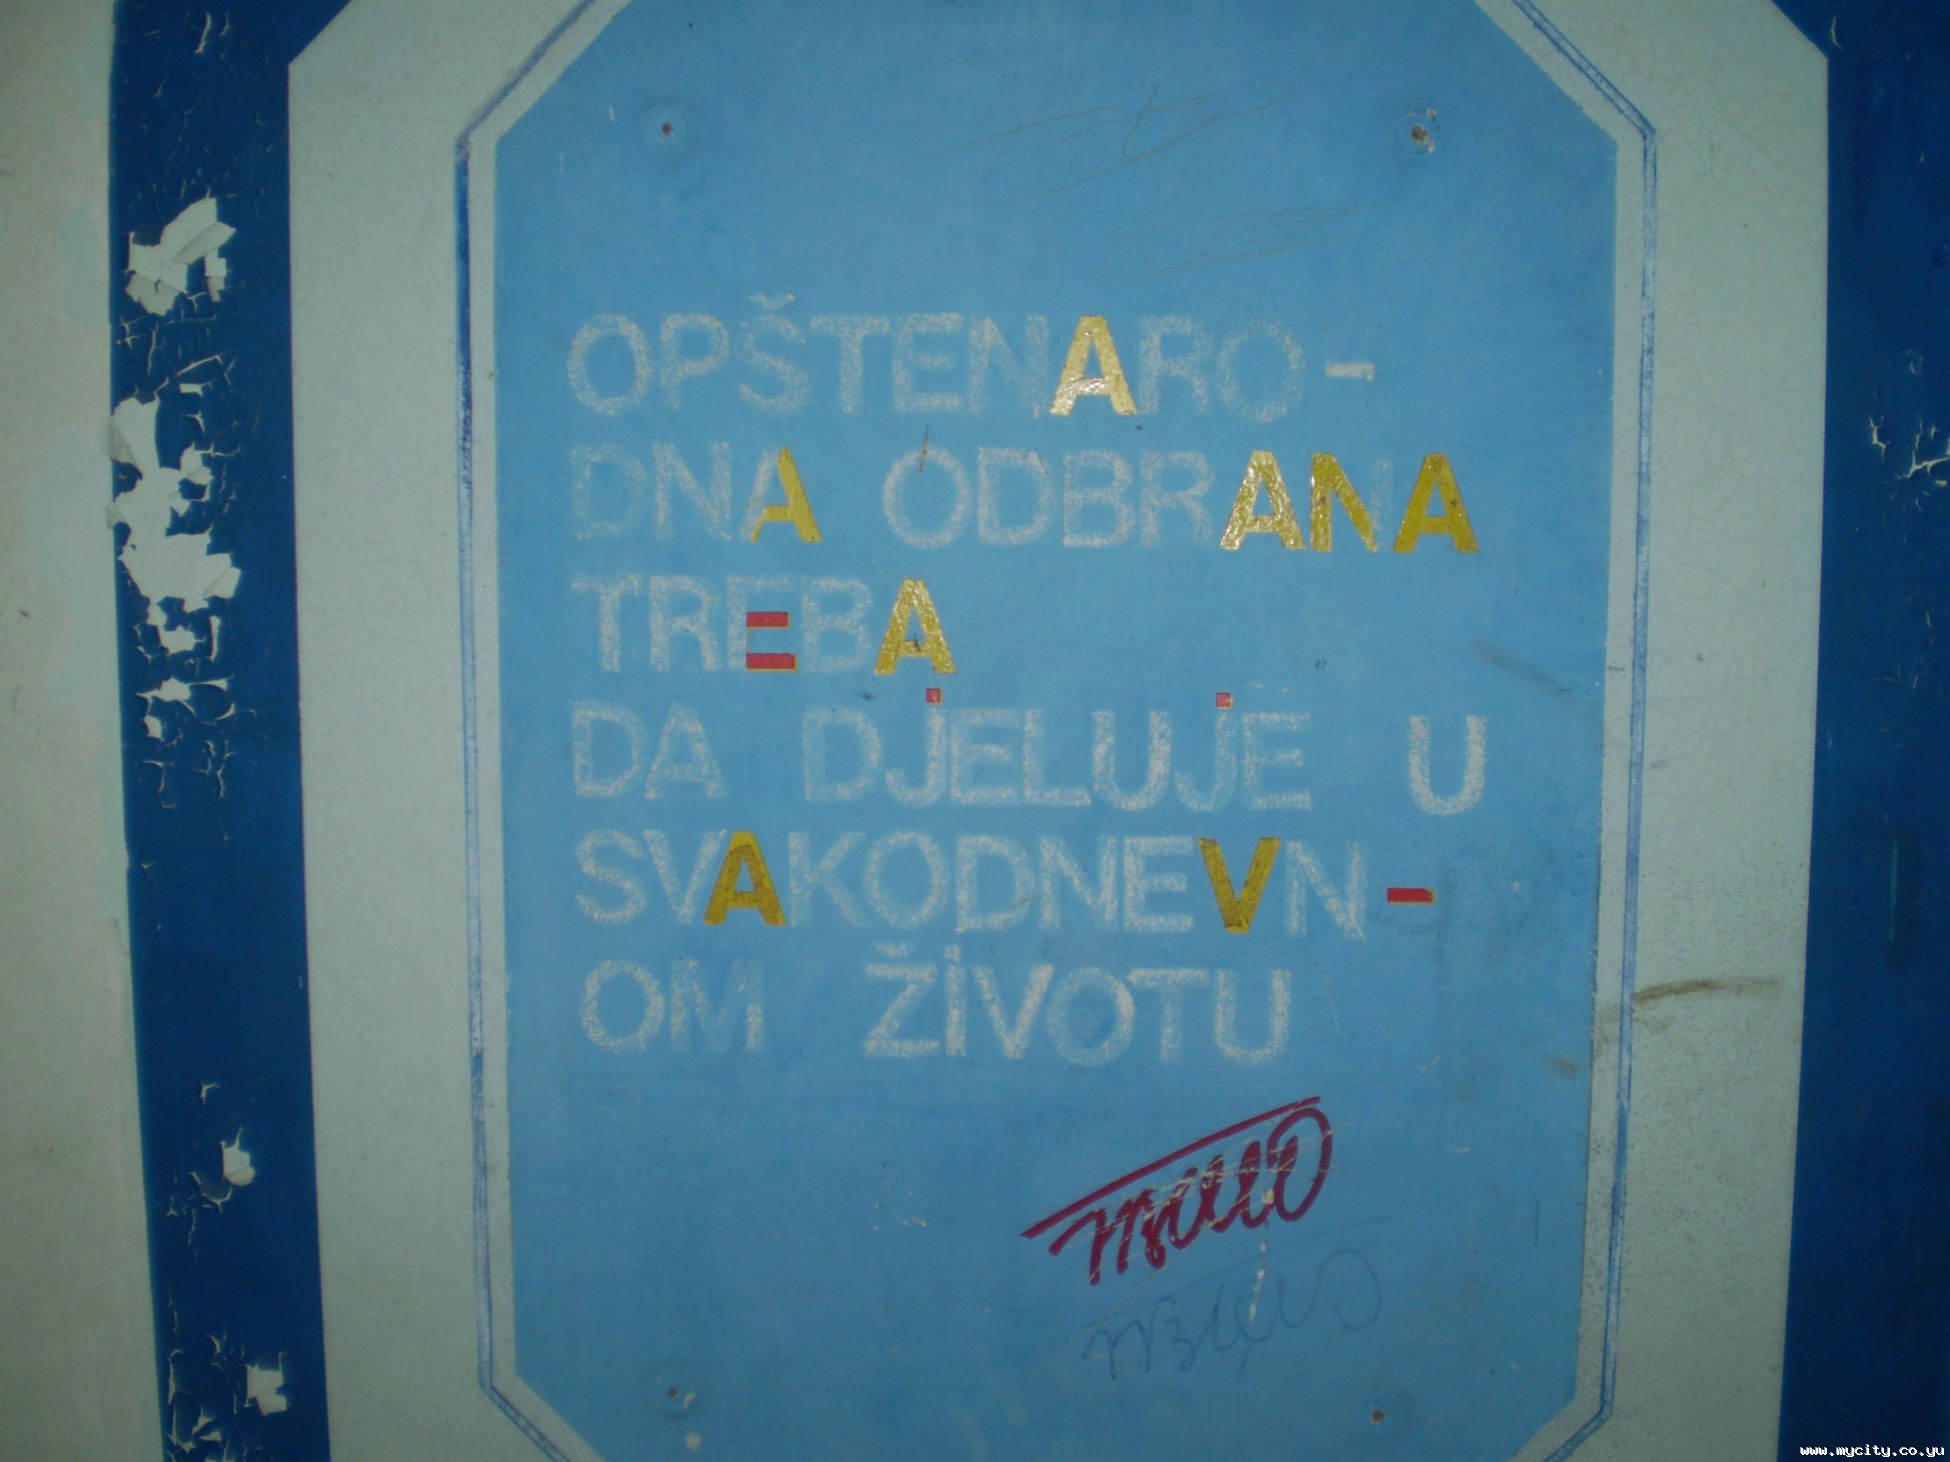 OPŠTENARO-
DNA ODBRANA
TREBA
DA DJELUJE U
SVAKODNEVN-
OM ŽIVOTU
www.mycity.co.yu